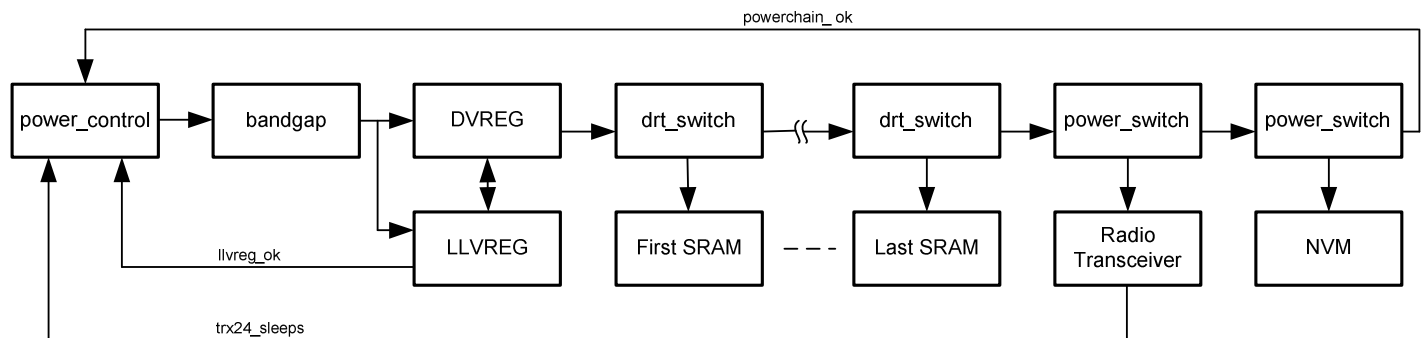 powerchain_ ok
power_control
bandgap
DVREG
drt_switch
drt_switch
power_switch
power_switch
LLVREG
First SRAM
Last SRAM
Radio
Transceiver
NVM
llvreg_ok
trx24_sleeps